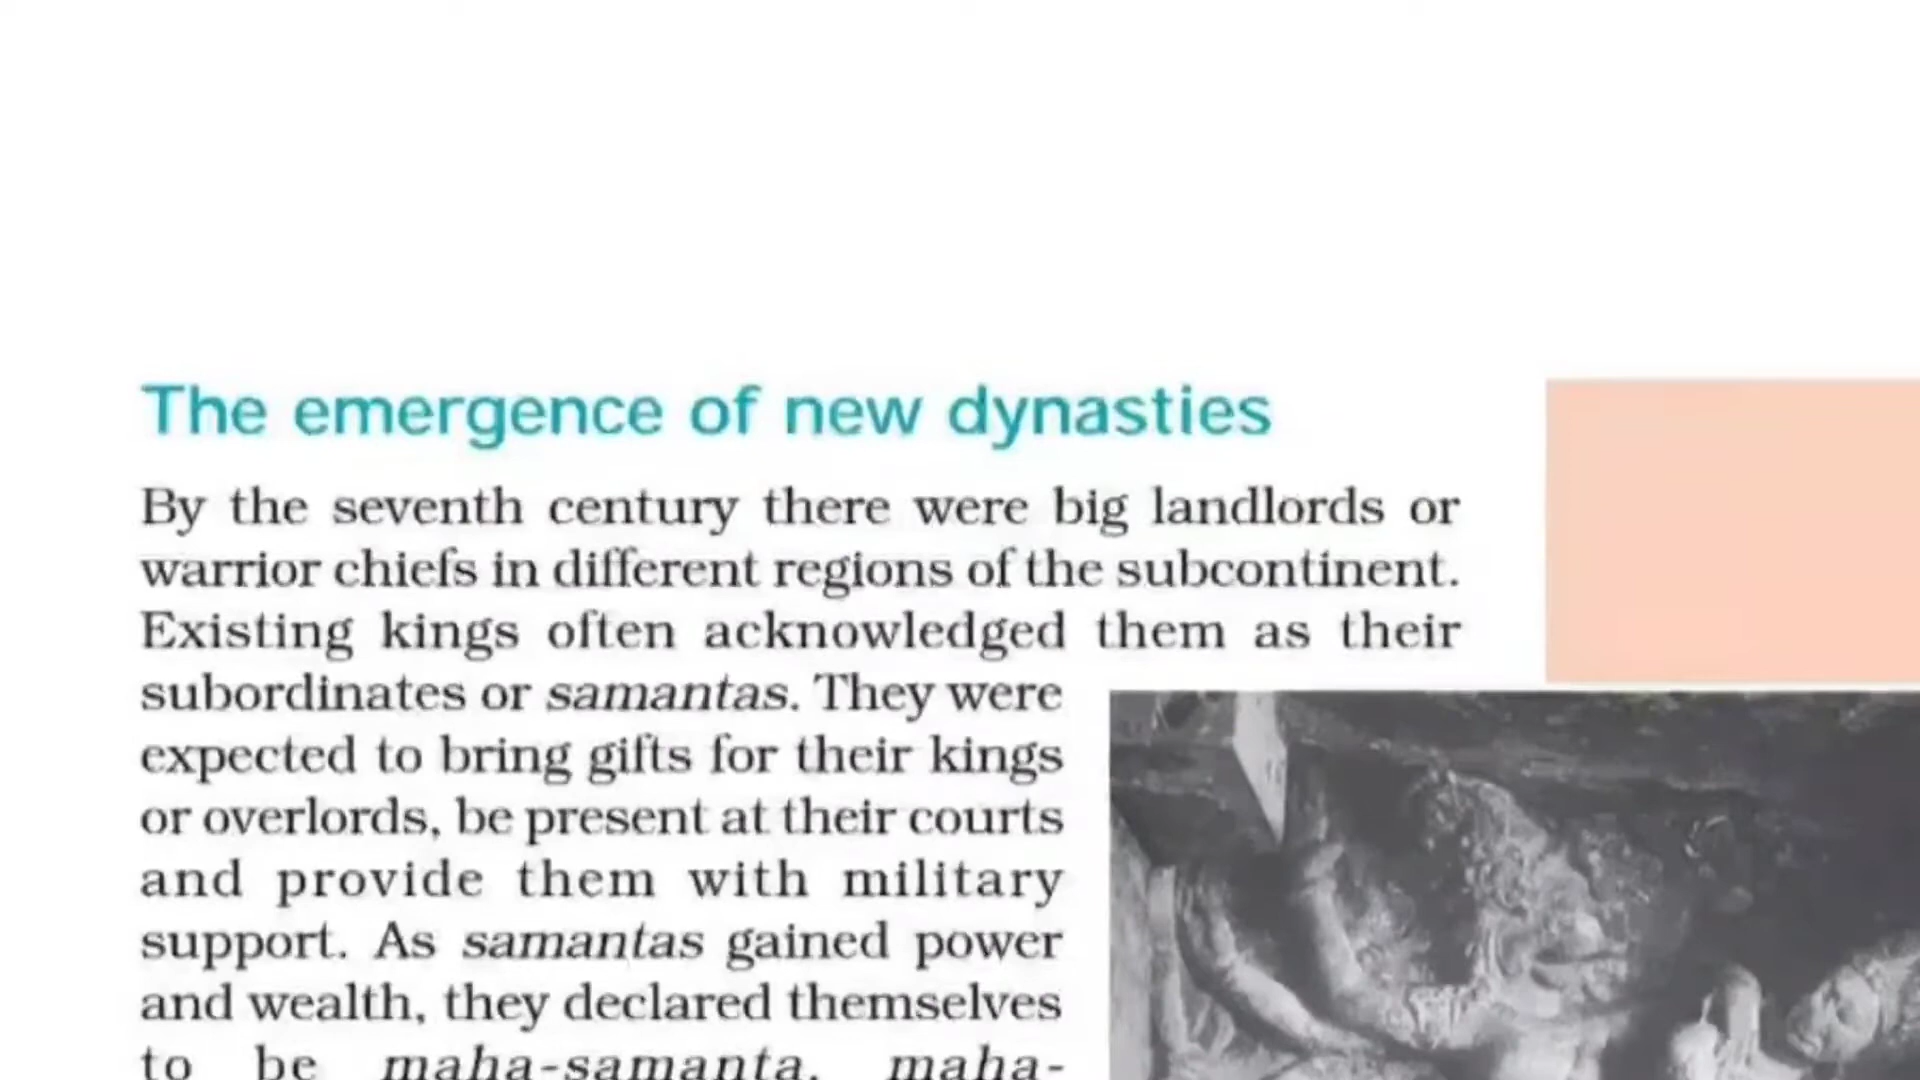 The emergence of new dynasties
By the seventh century there were big landlords or
warrior chiefs in different regions of the subcontinent.
Existing kings often acknowledged them as their
subordinates or samantas. They were
expected to bring gifts for their kings
or overlords, be present at their courts
and provide them with military
support. As samantas gained power
and wealth, they declared themselves
to be maha-samanta, maha-